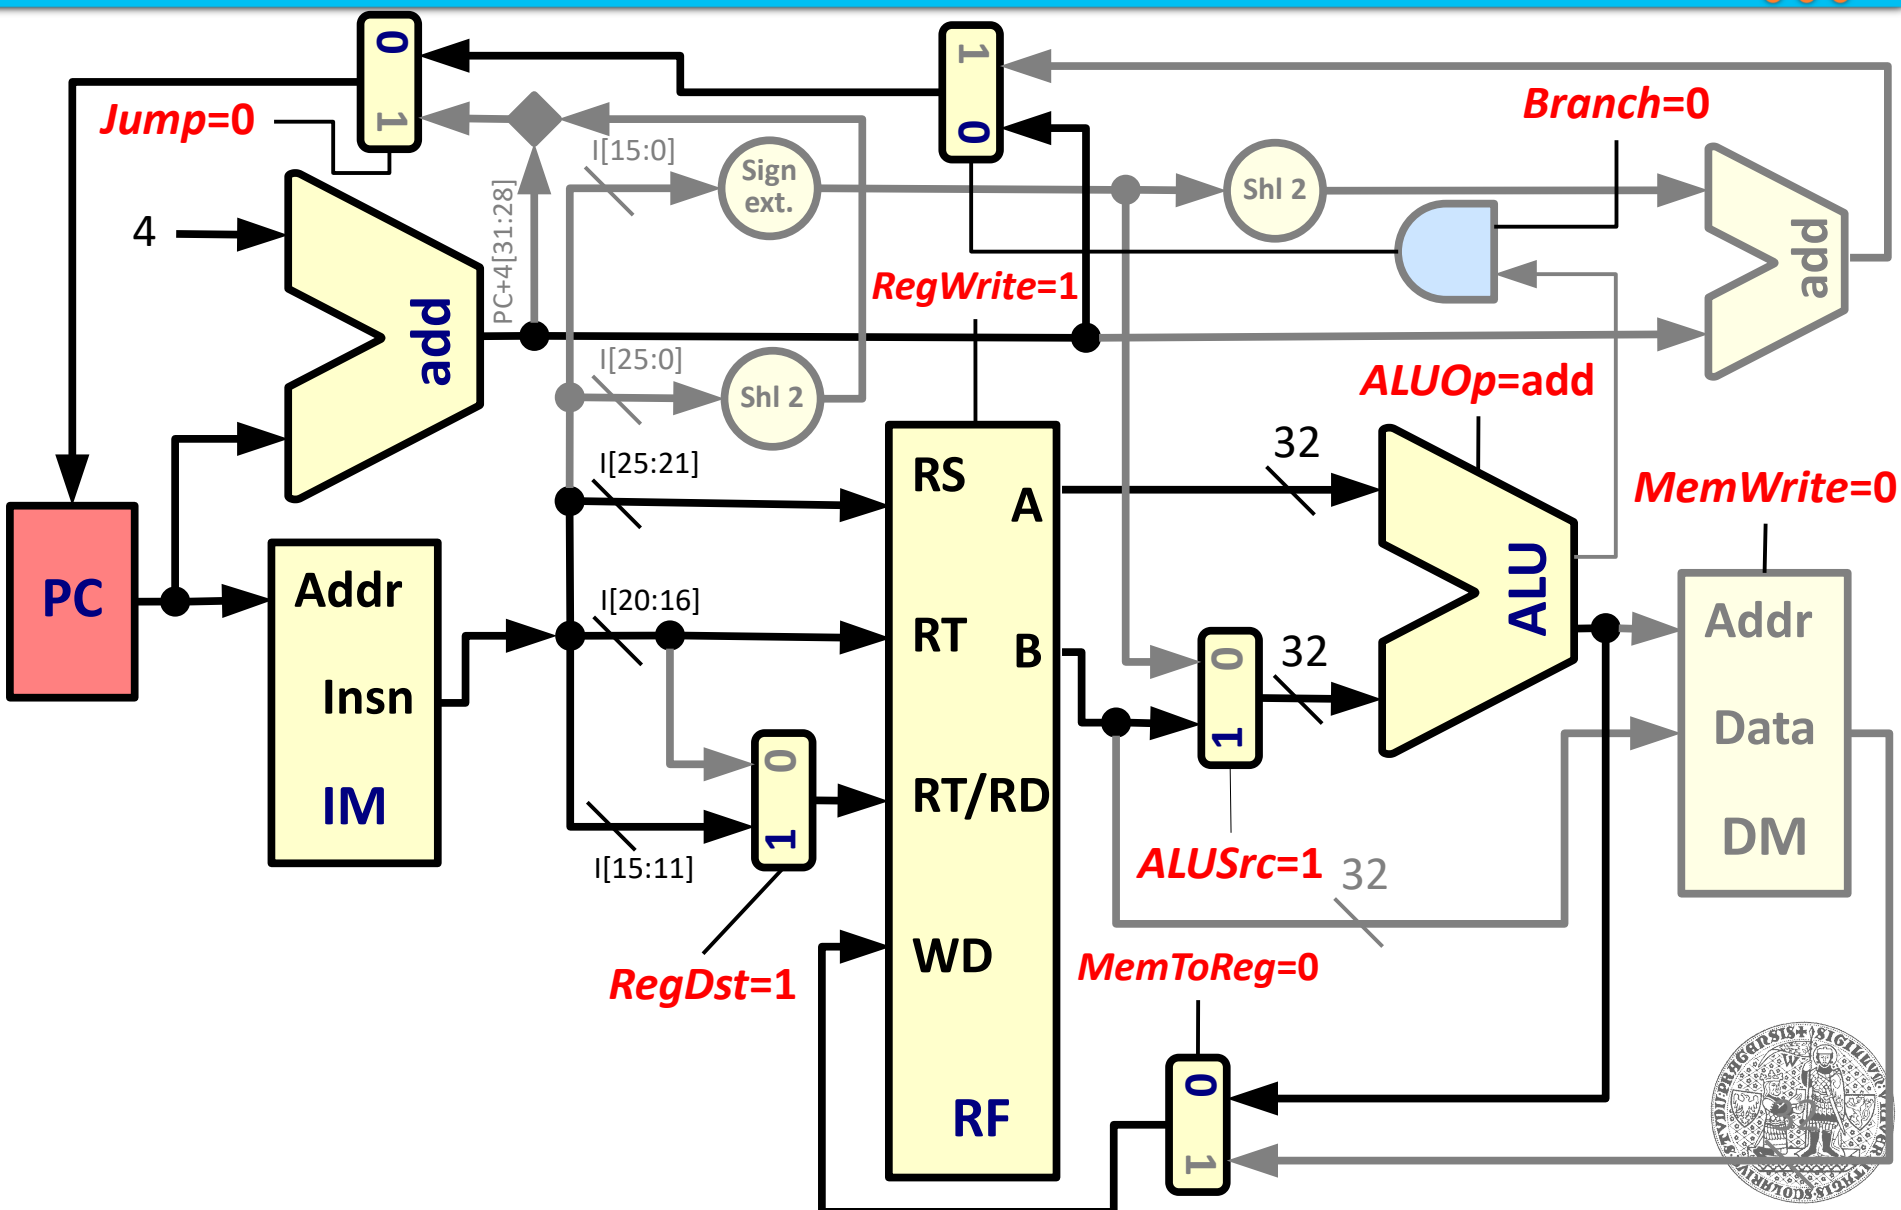 0
1
Jump=0
1
0
Branch=0
I[15:0]
Sign
ext.
Shl 2
4
PC+4[31:28]
add
add
RegWrite=1
I[25:0]
Shl 2
ALUOp=add
I[25:21]
RS
A
32
MemWrite=0
PC
Addr
Insn
IM
I[20:16]
RT
B
0
1
32
ALU
Addr
Data
DM
0
1
RT/RD
I[15:11]
ALUSrc=1
32
RegDst=1
WD
MemToReg=0
RF
0
1